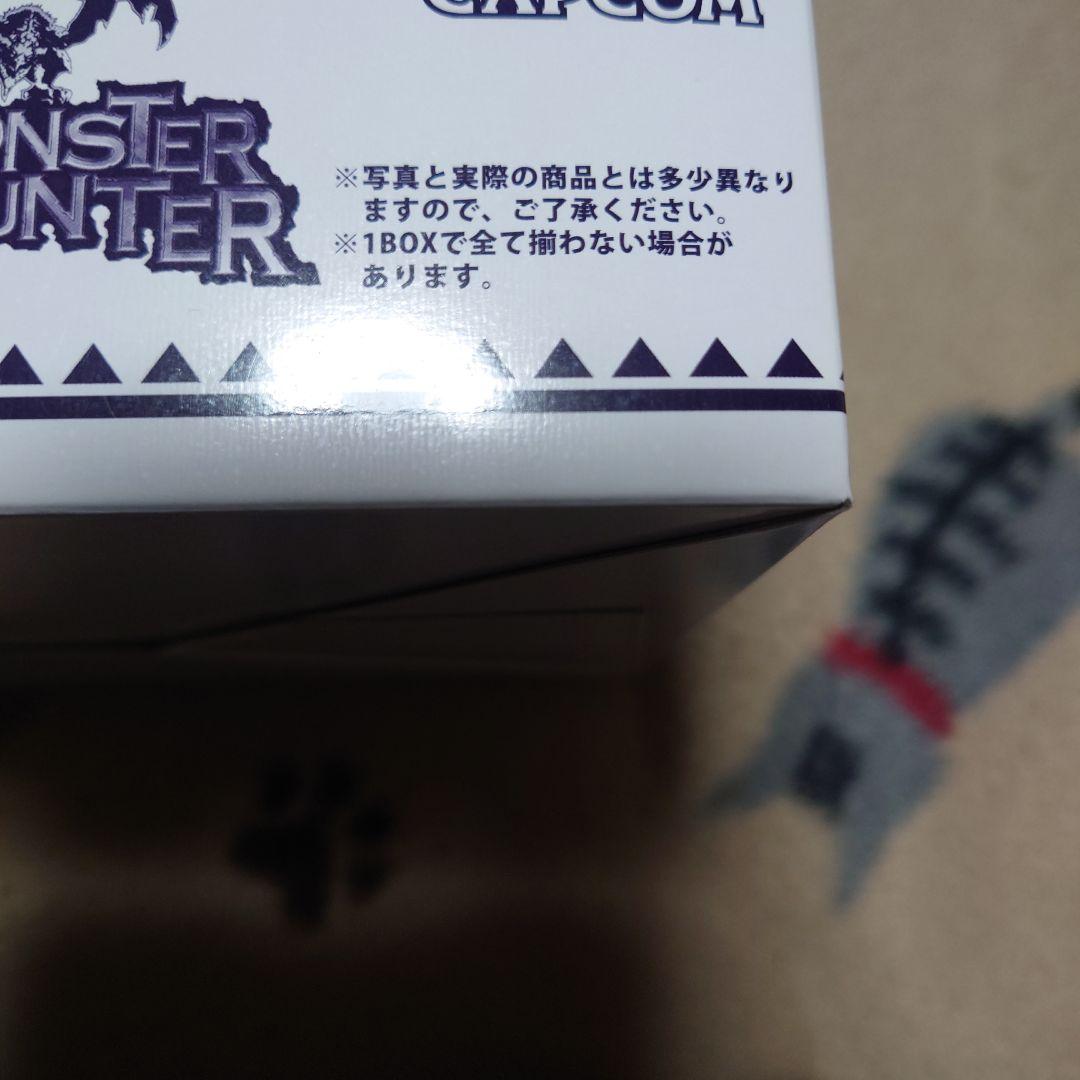 CAPCOM
MONSTER
HUNTER
※写真と実際の商品とは多少異なり
ますので、ご了承ください。
※1BOXで全て揃わない場合が
あります。